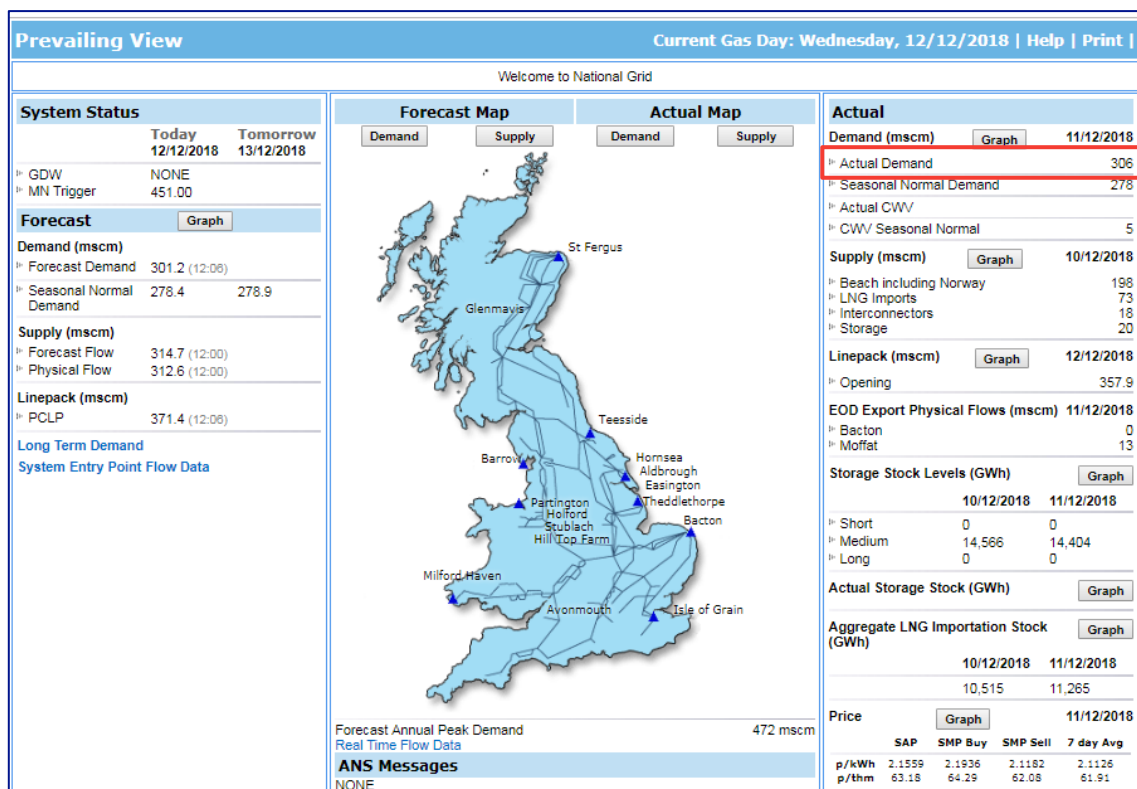 Prevailing View
Current Gas Day: Wednesday, 12/12/2018 | Help | Print |
Welcome to National Grid
System Status
Today Tomorrow
12/12/2018 13/12/2018
GDW NONE
MN Trigger 451.00
Forecast Graph
Demand (mscm)
Forecast Demand 301.2 (12:06)
Seasonal Normal 278.4 278.9
Demand
Supply (mscm)
Forecast Flow 314.7 (12:00)
Physical Flow 312.6 (12:00)
Linepack (mscm)
PCLP 371.4 (12:06)
Long Term Demand
System Entry Point Flow Data
Forecast Map Actual Map
Demand Supply Demand Supply
St Fergus
Glenmavis
Teesside
Barrow
Hornsea
Aldbrough
Easington
Partington
Theddlethorpe
Holford
Stublach
Bacton
Hill Top Farm
Milford Haven
Avonmouth
Isle of Grain
Forecast Annual Peak Demand 472 mscm
Real Time Flow Data
ANS Messages
NONE
Actual
Demand (mscm) Graph 11/12/2018
Actual Demand 306
Seasonal Normal Demand 278
Actual CWV
CWV Seasonal Normal 5
Supply (mscm) Graph 10/12/2018
Beach including Norway 198
LNG Imports 73
Interconnectors 18
Storage 20
Linepack (mscm) Graph 12/12/2018
Opening 357.9
EOD Export Physical Flows (mscm) 11/12/2018
Bacton 0
Moffat 13
Storage Stock Levels (GWh) Graph
10/12/2018 11/12/2018
Short 0 0
Medium 14,566 14,404
Long 0 0
Actual Storage Stock (GWh) Graph
Aggregate LNG Importation Stock Graph
(GWh)
10/12/2018 11/12/2018
10,515 11,265
Price Graph 11/12/2018
SAP SMP Buy SMP Sell 7 day Avg
p/kWh 2.1559 2.1936 2.1182 2.1126
p/thm 63.18 64.29 62.08 61.91